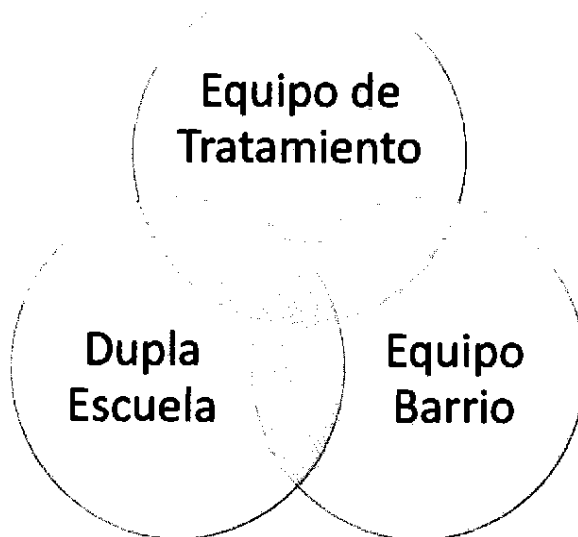 Equipo de
Tratamiento
Dupla
Escuela
Equipo
Barrio